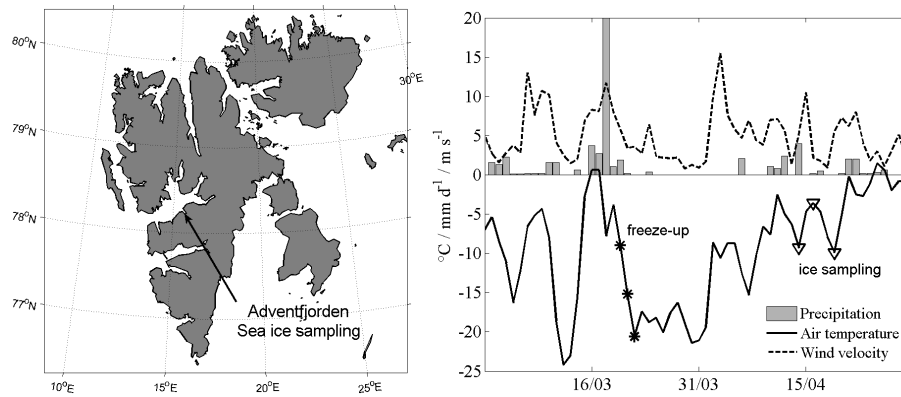 80°N
79°N
78°N
77°N
30°E
Adventfjorden
Sea ice sampling
10°E
15°E
20°E
25°E
°C / mm d⁻¹ / m s⁻¹
20
15
10
5
0
-5
-10
-15
-20
-25
freeze-up
ice sampling
Precipitation
Air temperature
Wind velocity
16/03
31/03
15/04